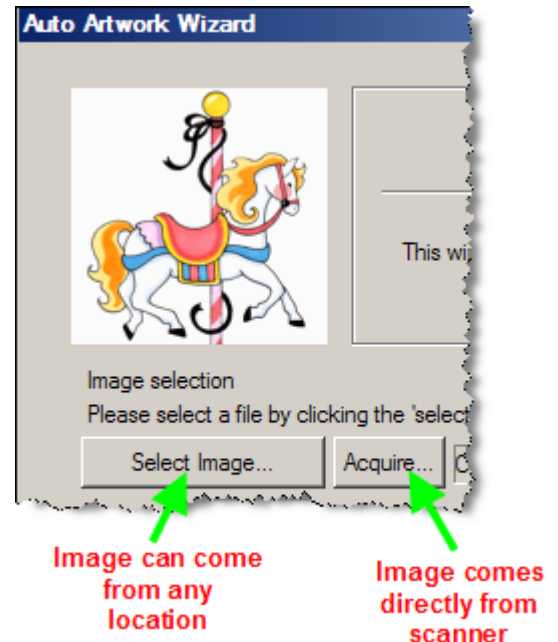 Auto Artwork Wizard
This wi
Image selection
Please select a file by clicking the 'select
Select Image...
Acquire...
Image can come
from any
location
Image comes
directly from
scanner